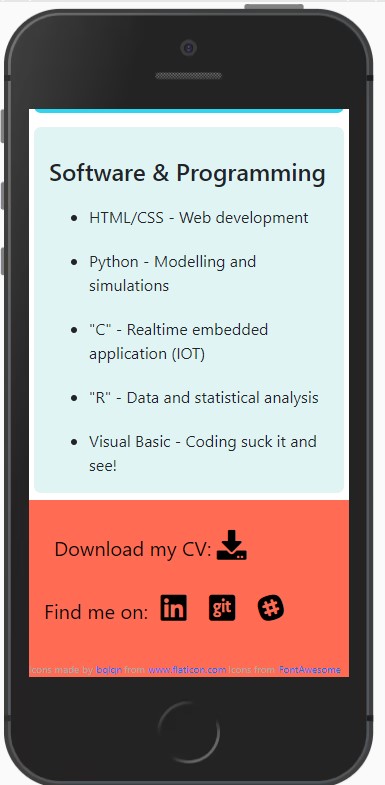 Software & Programming
HTML/CSS - Web development
Python - Modelling and
simulations
"C" - Realtime embedded
application (IOT)
"R" - Data and statistical analysis
Visual Basic - Coding suck it and
see!
Download my CV:
Find me on: in git
cons made by bqlqn from www.flaticon.com Icons from FontAwesome